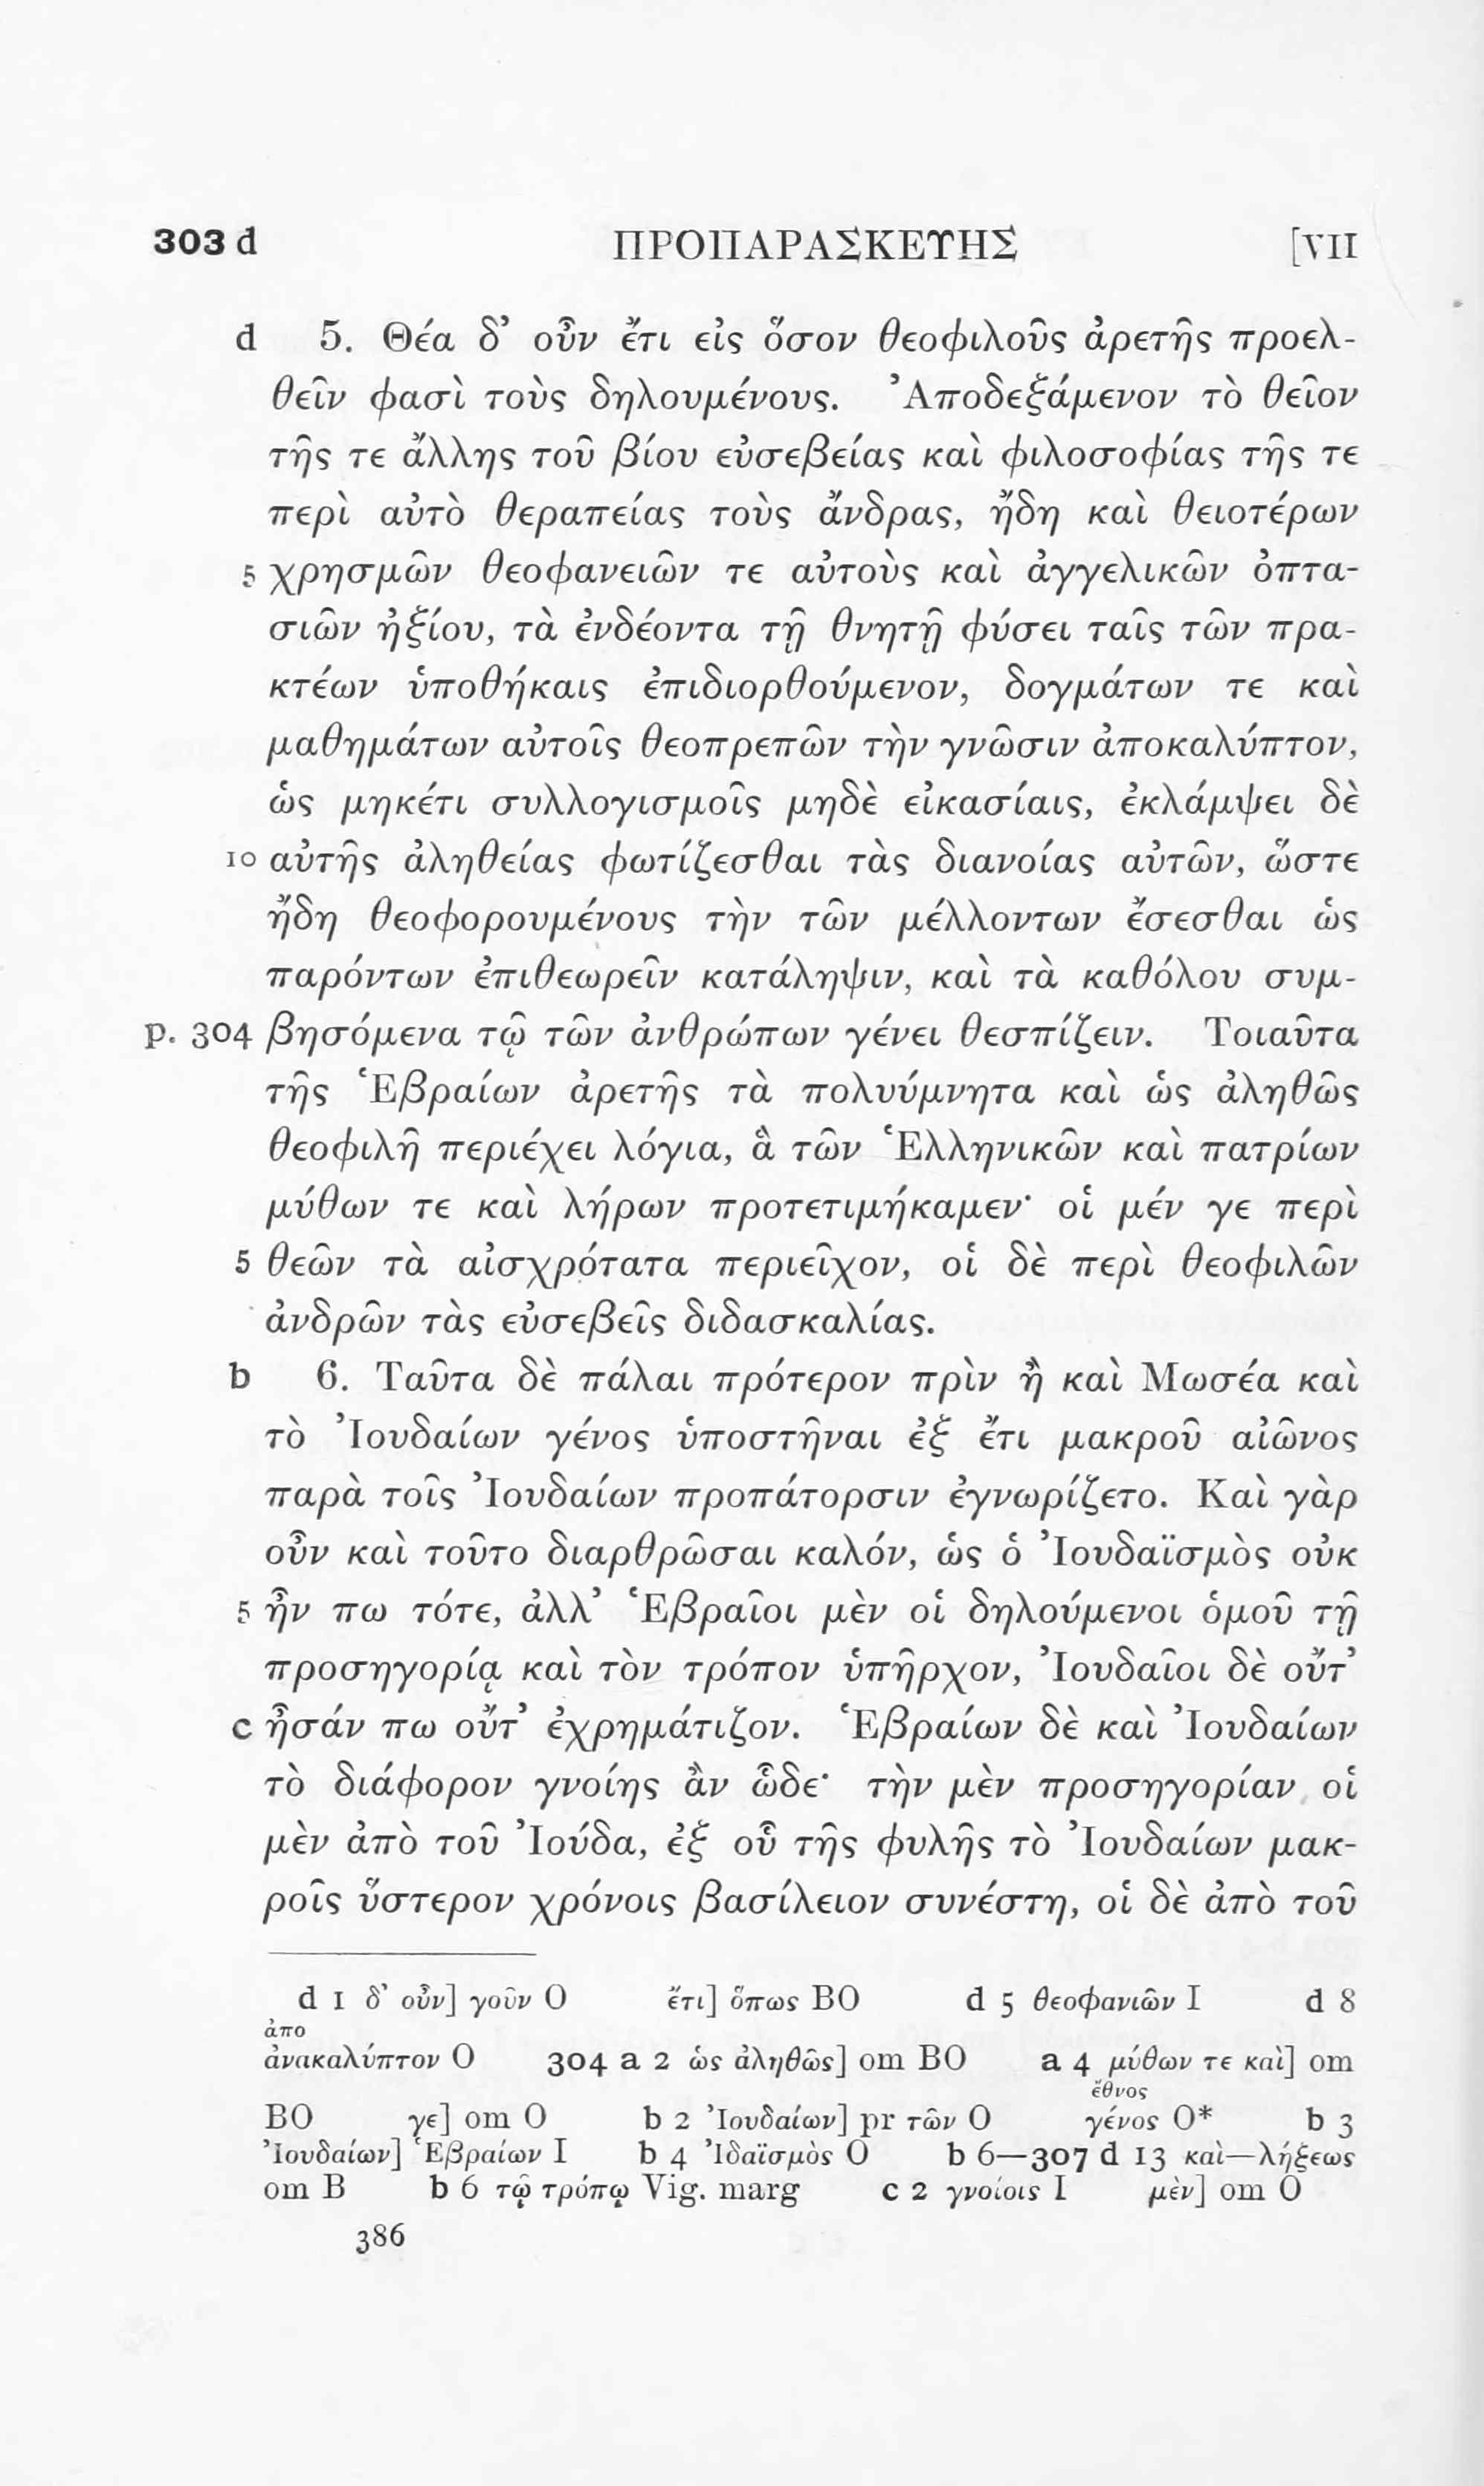 303 d ΠΡΟΠΑΡΑΣΚΕΥΗΣ [VII
d 5. Θέα δ’ οὖν ἔτι εἰς ὅσον θεοφιλοῦς ἀρετῆς προελ-
θεῖν φασὶ τοὺς δηλουμένους. Ἀποδεξάμενον τὸ θεῖον
τῆς τε ἄλλης τοῦ βίου εὐσεβείας καὶ φιλοσοφίας τῆς τε
περὶ αὐτὸ θεραπείας τοὺς ἄνδρας, ἤδη καὶ θειοτέρων
5 χρησμῶν θεοφανειῶν τε αὐτοὺς καὶ ἀγγελικῶν ὀπτα-
σιῶν ἠξίου, τὰ ἐνδέοντα τῇ θνητῇ φύσει ταῖς τῶν πρα-
κτέων ὑποθήκαις ἐπιδιορθούμενον, δογμάτων τε καὶ
μαθημάτων αὐτοῖς θεοπρεπῶν τὴν γνῶσιν ἀποκαλύπτον,
ὡς μηκέτι συλλογισμοῖς μηδὲ εἰκασίαις, ἐκλάμψει δὲ
10 αὐτῆς ἀληθείας φωτίζεσθαι τὰς διανοίας αὐτῶν, ὥστε
ἤδη θεοφορουμένους τὴν τῶν μέλλοντων ἔσεσθαι ὡς
παρόντων ἐπιθεωρεῖν κατάληψιν, καὶ τὰ καθόλου συμ-
p. 304 βησόμενα τῷ τῶν ἀνθρώπων γένει θεσπίζειν. Τοιαῦτα
τῆς Ἑβραίων ἀρετῆς τὰ πολυύμνητα καὶ ὡς ἀληθῶς
θεοφιλῆ περιέχει λόγια, ἃ τῶν Ἑλληνικῶν καὶ πατρίων
μύθων τε καὶ λήρων προτετιμήκαμεν· οἱ μέν γε περὶ
5 θεῶν τὰ αἰσχρότατα περιεῖχον, οἱ δὲ περὶ θεοφιλῶν
ἀνδρῶν τὰς εὐσεβεῖς διδασκαλίας.
b 6. Ταῦτα δὲ πάλαι πρότερον πρὶν ἢ καὶ Μωσέα καὶ
τὸ Ἰουδαίων γένος ὑποστῆναι ἐξ ἔτι μακροῦ αἰῶνος
παρὰ τοῖς Ἰουδαίων προπάτορσιν ἐγνωρίζετο. Καὶ γὰρ
οὖν καὶ τοῦτο διαρθρῶσαι καλόν, ὡς ὁ Ἰουδαϊσμὸς οὐκ
5 ἦν πω τότε, ἀλλ’ Ἑβραῖοι μὲν οἱ δηλούμενοι ὁμοῦ τῇ
προσηγορίᾳ καὶ τὸν τρόπον ὑπῆρχον, Ἰουδαῖοι δὲ οὔτ’
c ἦσάν πω οὔτ’ ἐχρημάτιζον. Ἑβραίων δὲ καὶ Ἰουδαίων
τὸ διάφορον γνοίης ἂν ὧδε· τὴν μὲν προσηγορίαν οἱ
μὲν ἀπὸ τοῦ Ἰούδα, ἐξ οὗ τῆς φυλῆς τὸ Ἰουδαίων μακ-
ροῖς ὕστερον χρόνοις βασίλειον συνέστη, οἱ δὲ ἀπὸ τοῦ
d 1 δ’ οὖν] γοῦν O ἔτι] ὅπως BO d 5 θεοφανιῶν I d 8
ἀπο
ἀνακαλύπτον O 304 a 2 ὡς ἀληθῶς] om BO a 4 μύθων τε καὶ] om
ἔθνος
BO γε] om O b 2 Ἰουδαίων] pr τῶν O γένος O* b 3
Ἰουδαίων] Ἑβραίων I b 4 Ἰδαϊσμὸς O b 6—307 d 13 καὶ—λήξεως
om B b 6 τῷ τρόπῳ Vig. marg c 2 γνοίοις I μὲν] om O
386